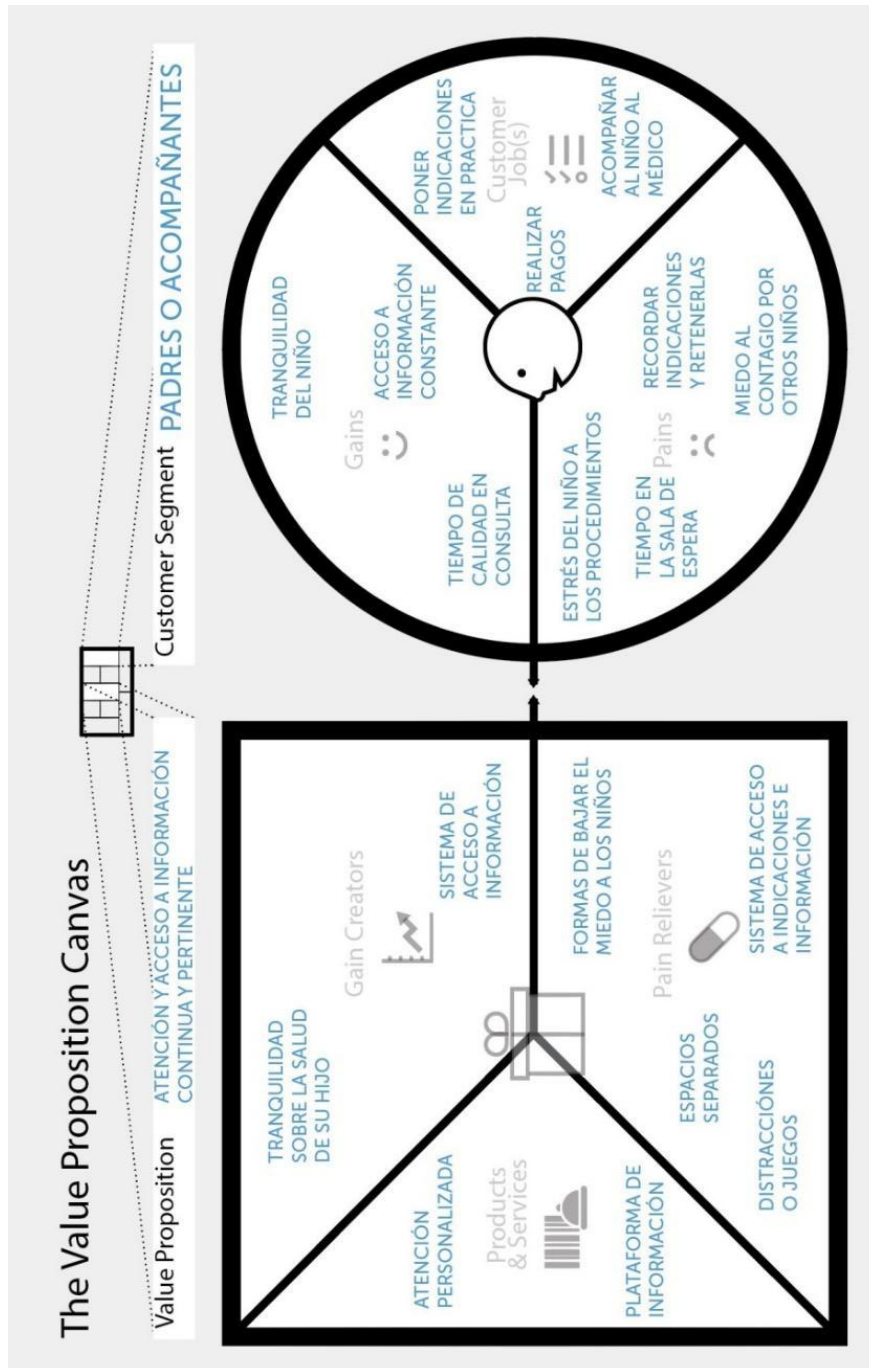 The Value Proposition Canvas
Value Proposition
ATENCIÓN Y ACCESO A INFORMACIÓN
CONTINUA Y PERTINENTE
Customer Segment
PADRES O ACOMPAÑANTES
TRANQUILIDAD
SOBRE LA SALUD
DE SU HIJO
Gain Creators
SISTEMA DE
ACCESO A
INFORMACIÓN
ATENCIÓN
PERSONALIZADA
Products
& Services
PLATAFORMA DE
INFORMACIÓN
FORMAS DE BAJAR EL
MIEDO A LOS NIÑOS
Pain Relievers
ESPACIOS
SEPARADOS
SISTEMA DE ACCESO
A INDICACIONES E
INFORMACIÓN
DISTRACCIÓNES
O JUEGOS
TRANQUILIDAD
DEL NIÑO
Gains
ACCESO A
INFORMACIÓN
CONSTANTE
TIEMPO DE
CALIDAD EN
CONSULTA
PONER
INDICACIONES
EN PRACTICA
Customer
Job(s)
REALIZAR
PAGOS
ACOMPAÑAR
AL NIÑO AL
MÉDICO
ESTRÉS DEL NIÑO A
LOS PROCEDIMIENTOS
RECORDAR
INDICACIONES
Y RETENERLAS
Pains
TIEMPO EN
LA SALA DE
ESPERA
MIEDO AL
CONTAGIO POR
OTROS NIÑOS